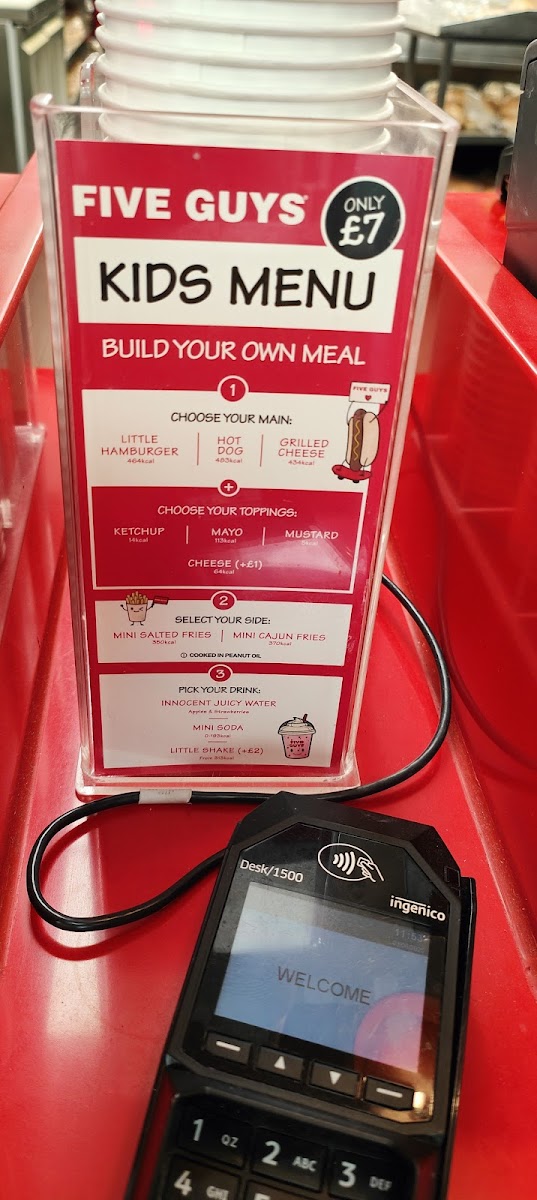 FIVE GUYS
ONLY
£7
KIDS MENU
BUILD YOUR OWN MEAL
1
FIVE GUYS
CHOOSE YOUR MAIN:
LITTLE HAMBURGER
464kcal
HOT DOG
483kcal
GRILLED CHEESE
434kcal
+
CHOOSE YOUR TOPPINGS:
KETCHUP
14kcal
MAYO
113kcal
MUSTARD
CHEESE (+£1)
64kcal
2
SELECT YOUR SIDE:
MINI SALTED FRIES
MINI CAJUN FRIES
370kcal
COOKED IN PEANUT OIL
3
PICK YOUR DRINK:
INNOCENT JUICY WATER
Apples & Strawberries
MINI SODA
LITTLE SHAKE (+£2)
FIVE GUYS
Desk/1500
ingenico
WELCOME
1 QZ
2 ABC
3 DEF
4 GHI